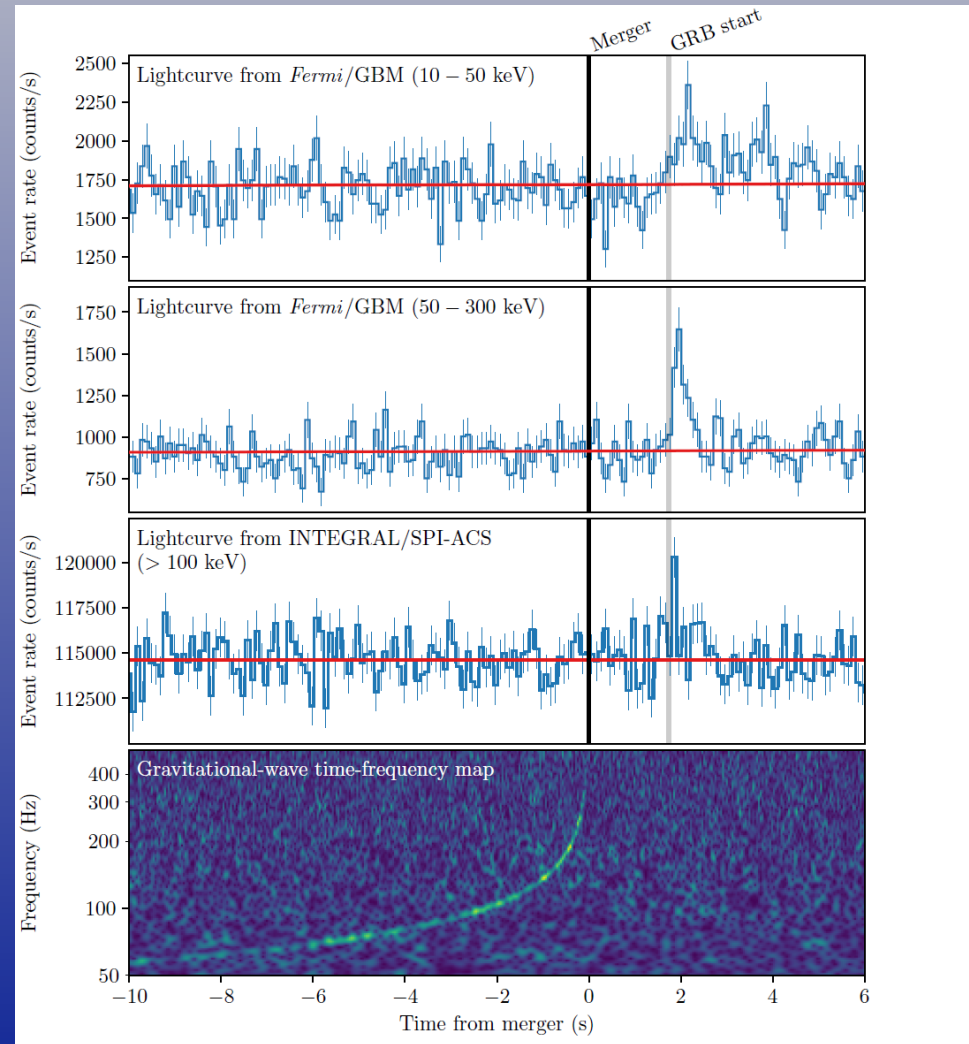 Merger
GRB start
Lightcurve from Fermi/GBM (10 – 50 keV)
Event rate (counts/s)
2500
2250
2000
1750
1500
1250
Lightcurve from Fermi/GBM (50 – 300 keV)
Event rate (counts/s)
1750
1500
1250
1000
750
Lightcurve from INTEGRAL/SPI-ACS
(> 100 keV)
Event rate (counts/s)
120000
117500
115000
112500
Gravitational-wave time-frequency map
Frequency (Hz)
400
300
200
100
50
−10 −8 −6 −4 −2 0 2 4 6
Time from merger (s)